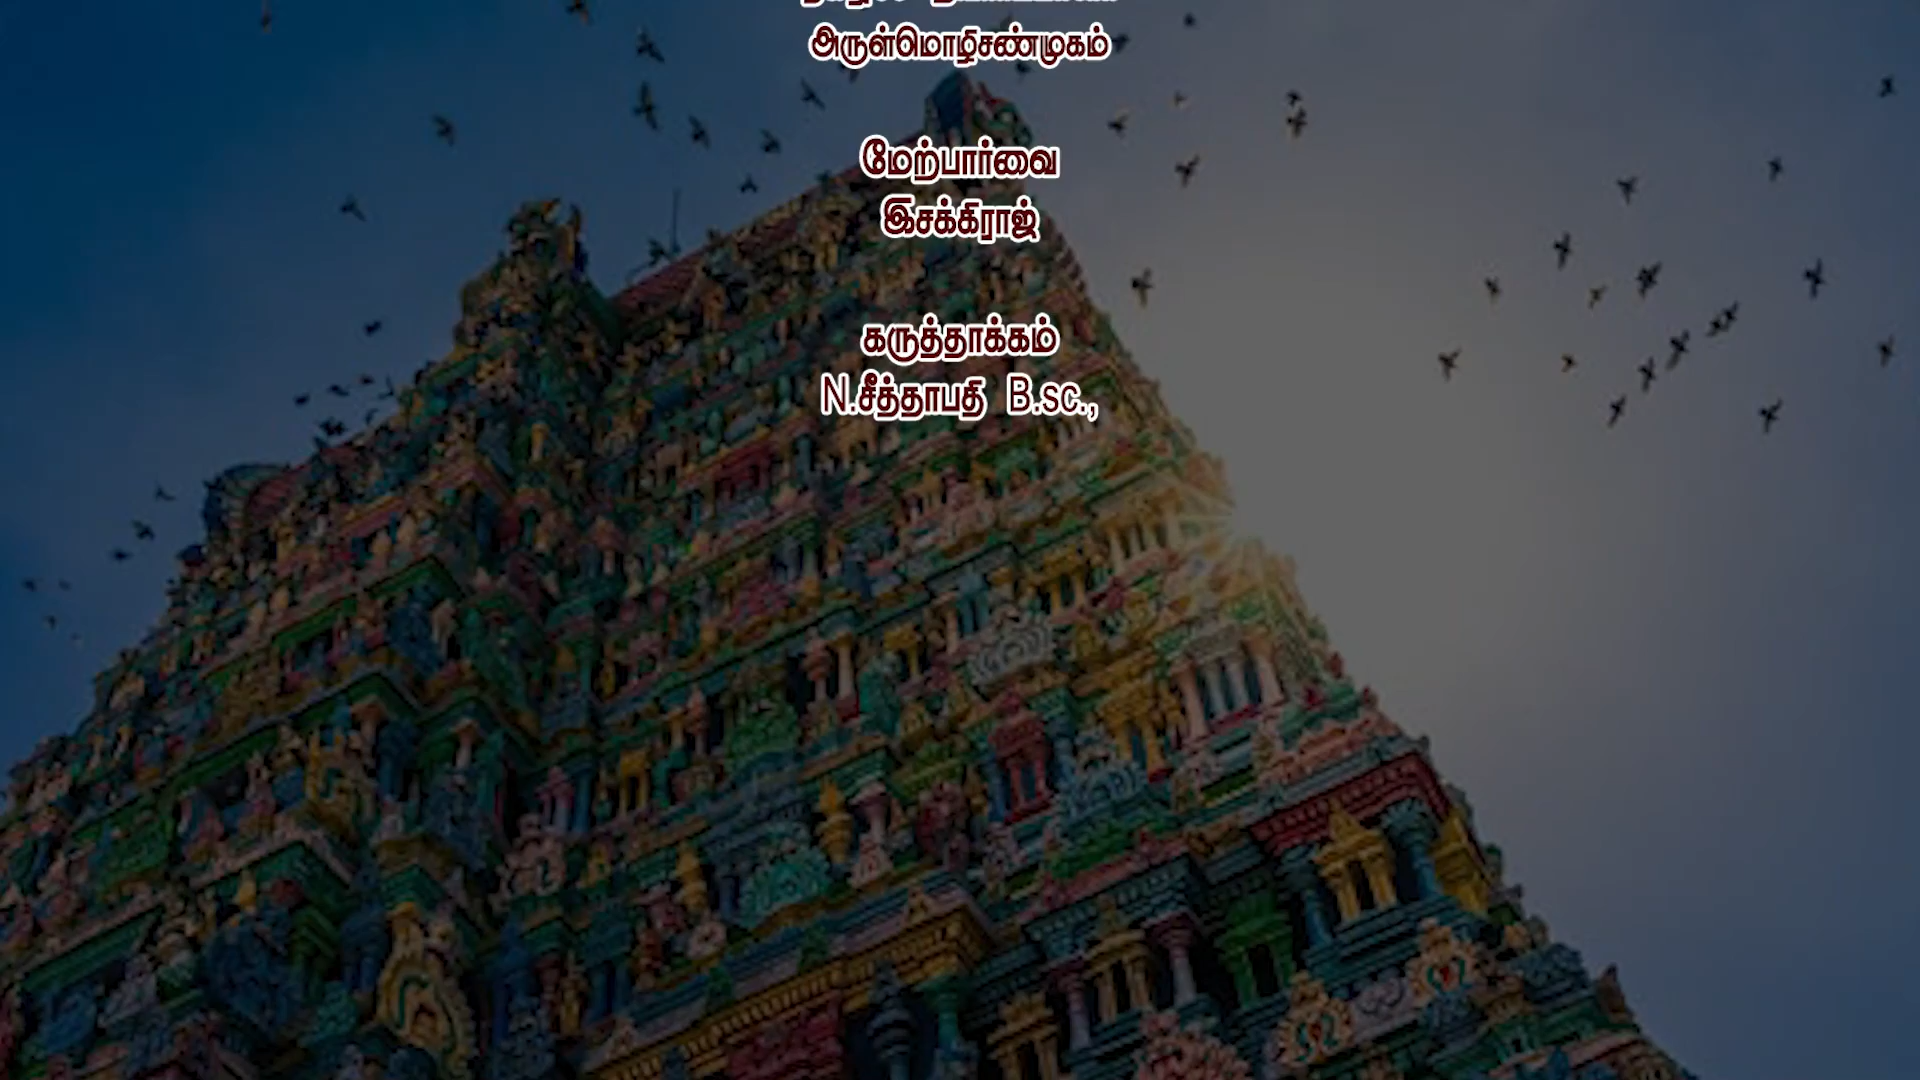 அருள்மொழிசண்முகம்
மேற்பார்வை
இசக்கிராஜ்
கருத்தாக்கம்
N.சீத்தாபதி B.sc.,